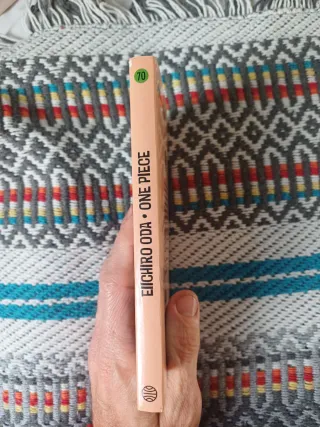 70
EIICHIRO ODA • ONE PIECE